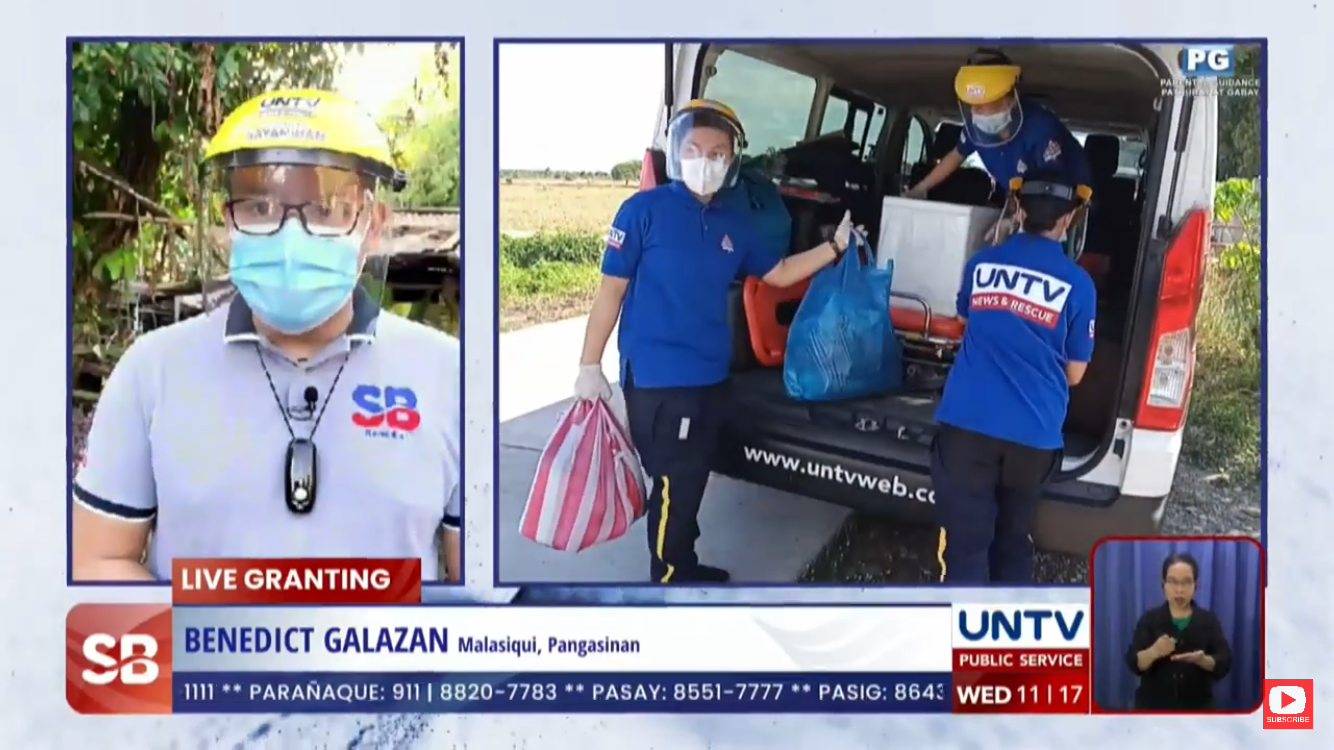 UNTV
BAYANIHAN
SB
UNTV
UNTV
UNTV
NEWS & RESCUE
www.untvweb.co
PG
PARENTAL GUIDANCE
PATNUBAY AT GABAY
LIVE GRANTING
SB
BENEDICT GALAZAN Malasiqui, Pangasinan
1111 ** PARAÑAQUE: 911 | 8820-7783 ** PASAY: 8551-7777 ** PASIG: 8643
UNTV
PUBLIC SERVICE
WED 11 | 17
SUBSCRIBE